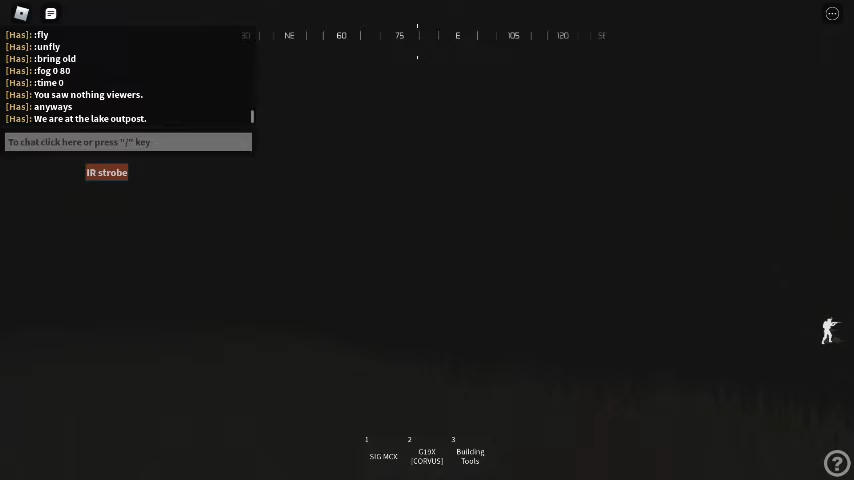 [Has]: :fly
[Has]: :unfly
[Has]: :bring old
[Has]: :fog 0 80
[Has]: :time 0
[Has]: You saw nothing viewers.
[Has]: anyways
[Has]: We are at the lake outpost.
To chat click here or press "/" key
IR strobe
NE 60 75 E 105 120 SE
1 2 3
SIG MCX
G19X
[CORVUS]
Building
Tools
?